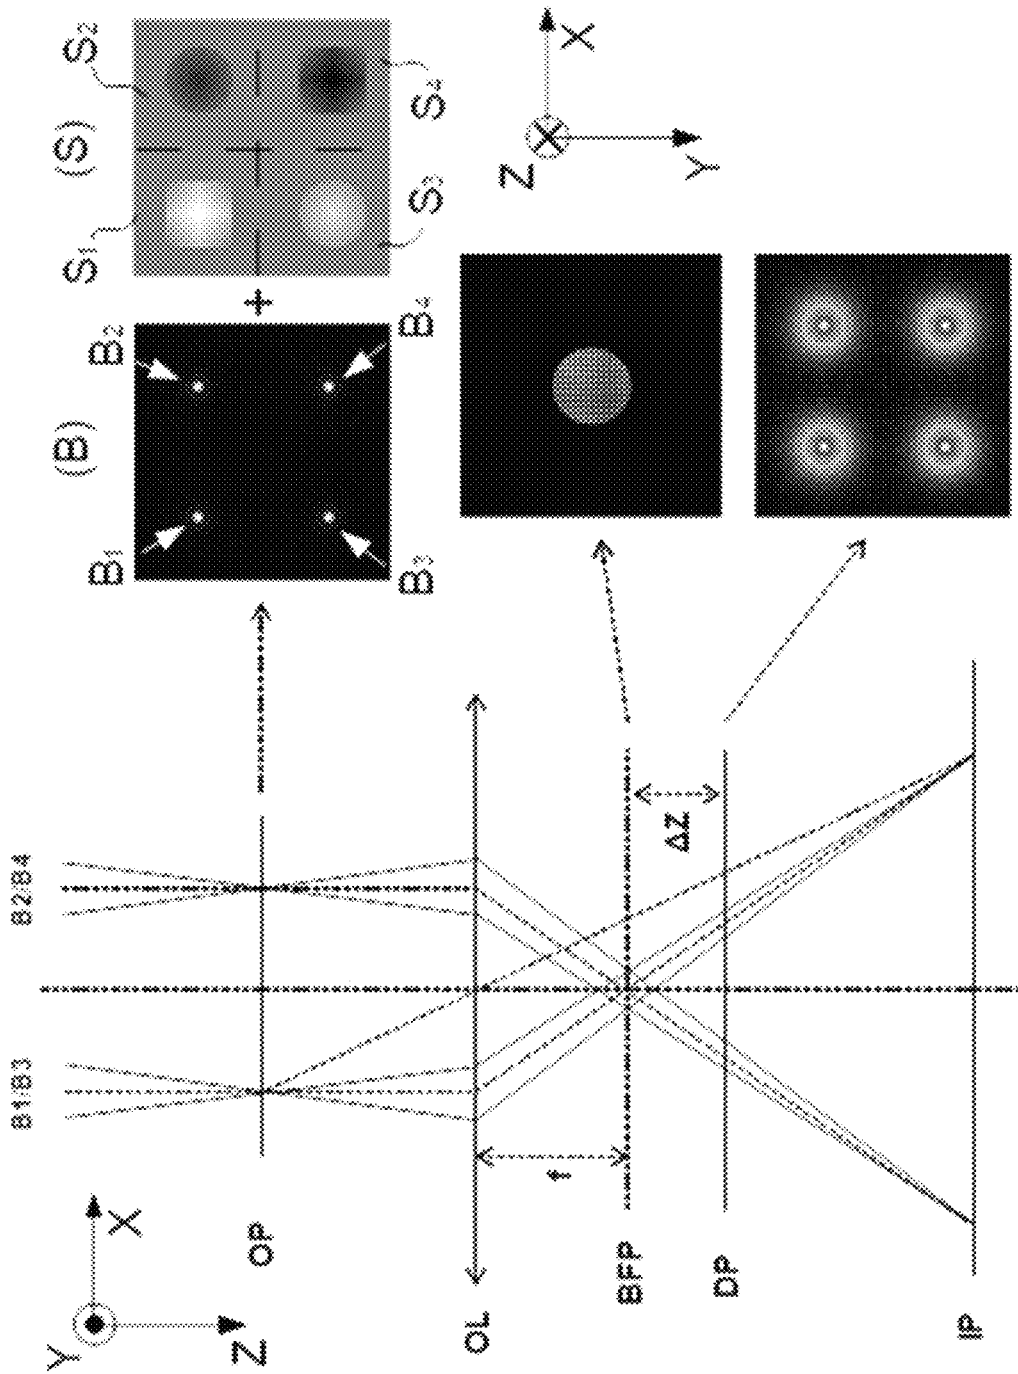 Y
X
Z
B1/B3
B2/B4
OP
OL
f
BFP
ΔZ
DP
IP
(B)
B1
B2
B3
B4
+
(S)
S1
S2
S3
S4
Z
X
Y